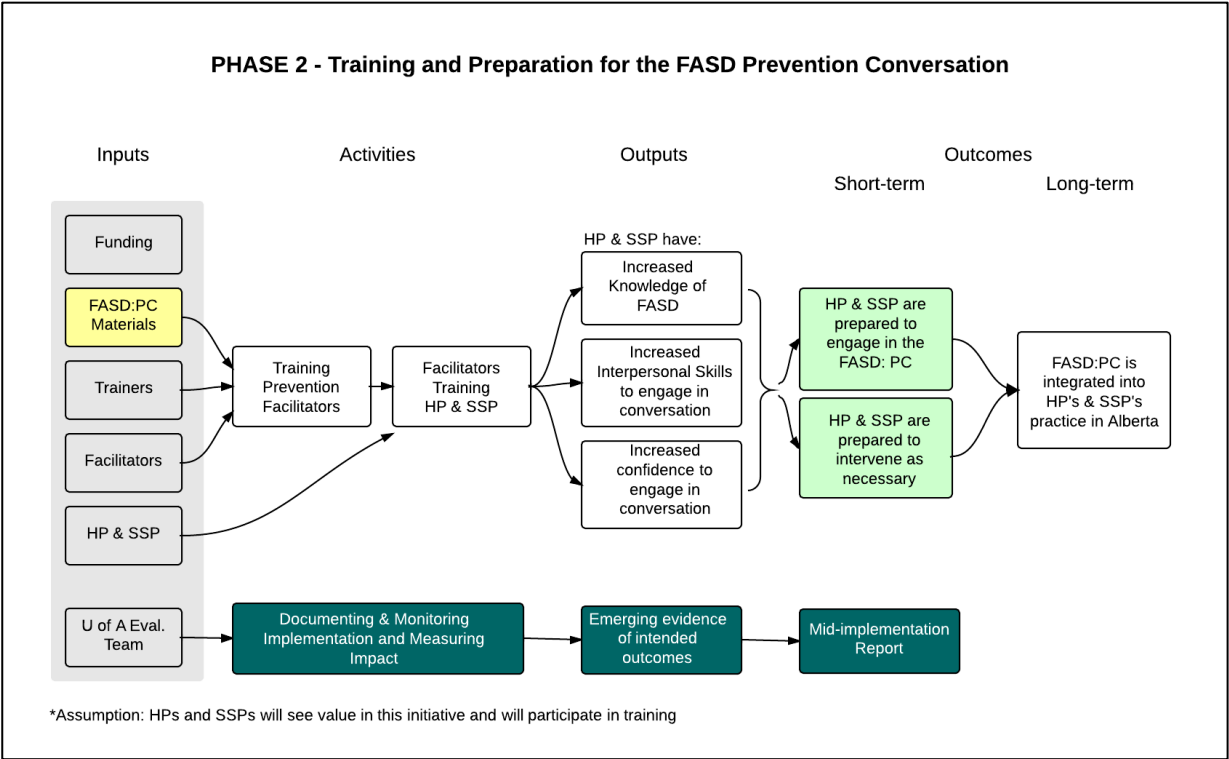 PHASE 2 - Training and Preparation for the FASD Prevention Conversation
Inputs
Activities
Outputs
Outcomes
Short-term
Long-term
Funding
FASD:PC
Materials
Trainers
Facilitators
HP & SSP
U of A Eval.
Team
Training
Prevention
Facilitators
Facilitators
Training
HP & SSP
HP & SSP have:
Increased
Knowledge of
FASD
Increased
Interpersonal Skills
to engage in
conversation
Increased
confidence to
engage in
conversation
HP & SSP are
prepared to
engage in the
FASD: PC
HP & SSP are
prepared to
intervene as
necessary
FASD:PC is
integrated into
HP's & SSP's
practice in Alberta
Documenting & Monitoring
Implementation and Measuring
Impact
Emerging evidence
of intended
outcomes
Mid-implementation
Report
*Assumption: HPs and SSPs will see value in this initiative and will participate in training